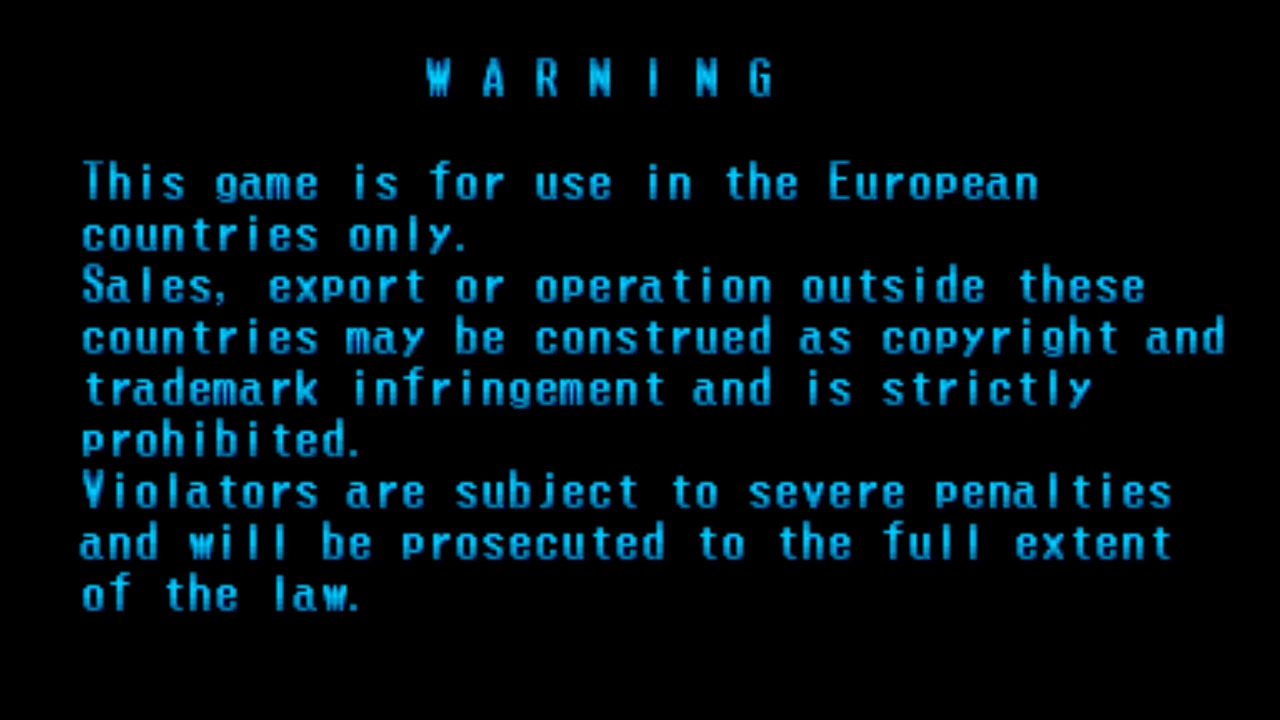 W A R N I N G
This game is for use in the European
countries only.
Sales, export or operation outside these
countries may be construed as copyright and
trademark infringement and is strictly
prohibited.
Violators are subject to severe penalties
and will be prosecuted to the full extent
of the law.